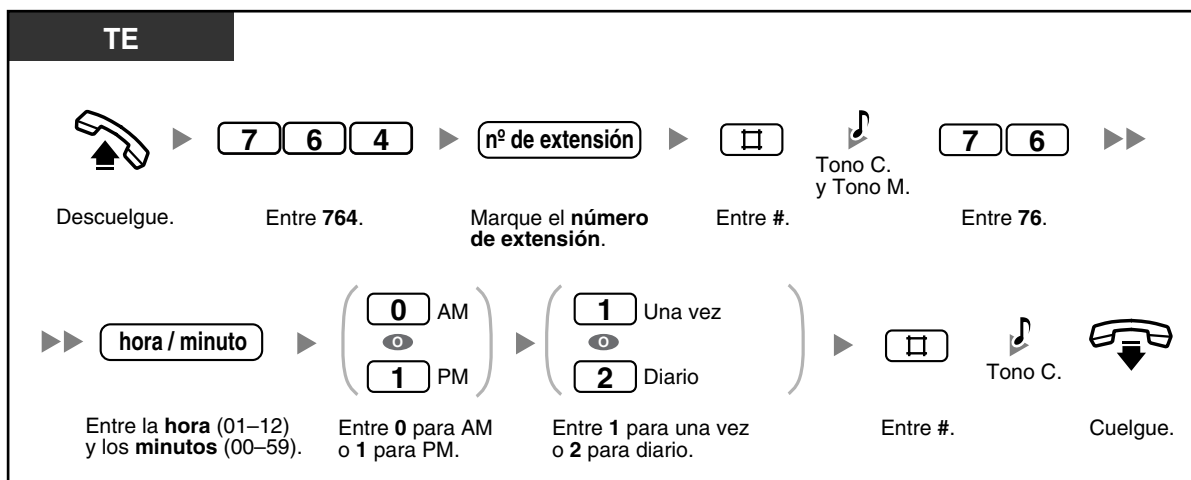 TE
7 6 4
nº de extensión
#
Tono C.
y Tono M.
7 6
Descuelgue.
Entre 764.
Marque el número
de extensión.
Entre #.
Entre 76.
hora / minuto
0 AM
o
1 PM
1 Una vez
o
2 Diario
#
Tono C.
Entre la hora (01–12)
y los minutos (00–59).
Entre 0 para AM
o 1 para PM.
Entre 1 para una vez
o 2 para diario.
Entre #.
Cuelgue.